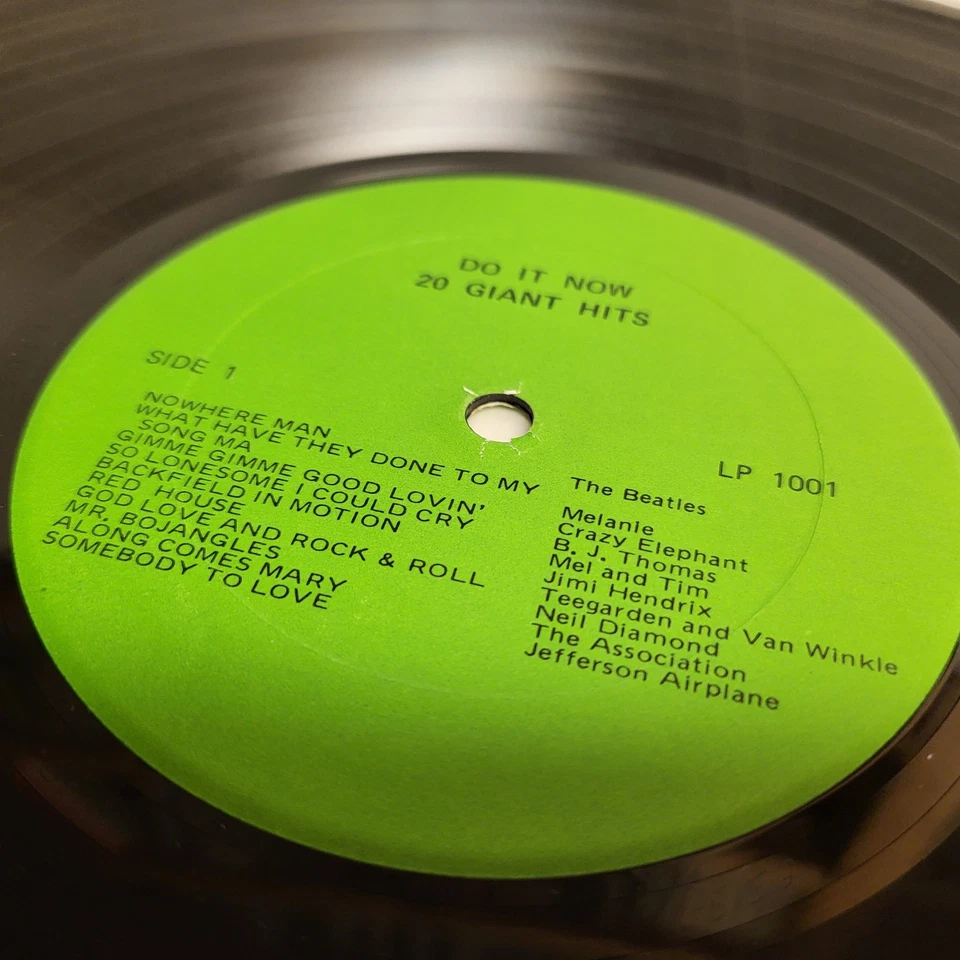 DO IT NOW
20 GIANT HITS
SIDE 1
LP 1001
NOWHERE MAN The Beatles
WHAT HAVE THEY DONE TO MY
SONG MA Melanie
GIMME GIMME GOOD LOVIN' Crazy Elephant
SO LONESOME I COULD CRY B. J. Thomas
BACKFIELD IN MOTION Mel and Tim
RED HOUSE Jimi Hendrix
GOD LOVE AND ROCK & ROLL Teegarden and Van Winkle
MR. BOJANGLES Neil Diamond
ALONG COMES MARY The Association
SOMEBODY TO LOVE Jefferson Airplane